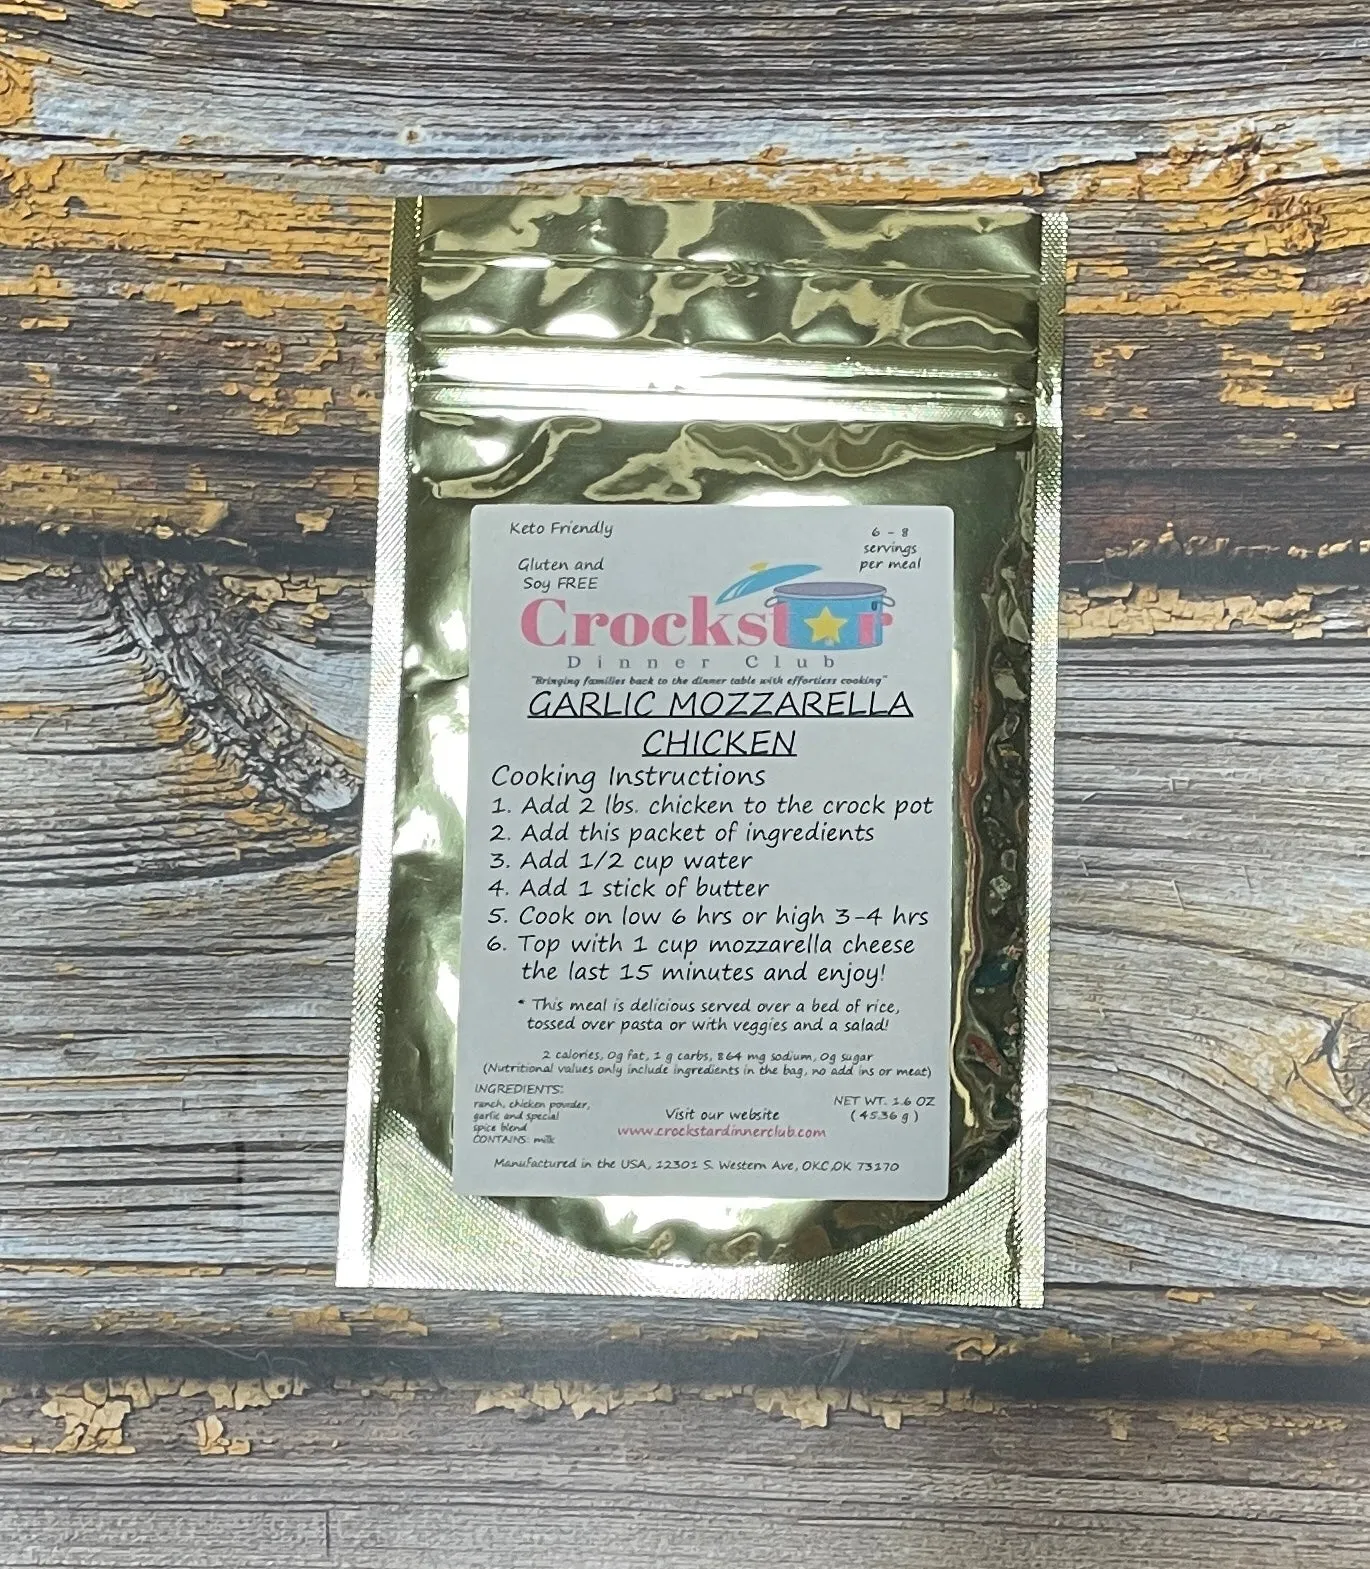 Keto Friendly
6 - 8
servings
per meal
Gluten and
Soy FREE
Crockstar
Dinner Club
"Bringing families back to the dinner table with effortless cooking"
GARLIC MOZZARELLA
CHICKEN
Cooking Instructions
1. Add 2 lbs. chicken to the crock pot
2. Add this packet of ingredients
3. Add 1/2 cup water
4. Add 1 stick of butter
5. Cook on low 6 hrs or high 3-4 hrs
6. Top with 1 cup mozzarella cheese
the last 15 minutes and enjoy!
* This meal is delicious served over a bed of rice,
tossed over pasta or with veggies and a salad!
2 calories, 0g fat, 1 g carbs, 864 mg sodium, 0g sugar
(Nutritional values only include ingredients in the bag, no add ins or meat)
INGREDIENTS:
ranch, chicken powder,
garlic and special
spice blend
CONTAINS: milk
Visit our website
www.crockstardinnerclub.com
NET WT. 1.6 OZ
(45.36 g)
Manufactured in the USA, 12301 S. Western Ave, OKC,OK 73170